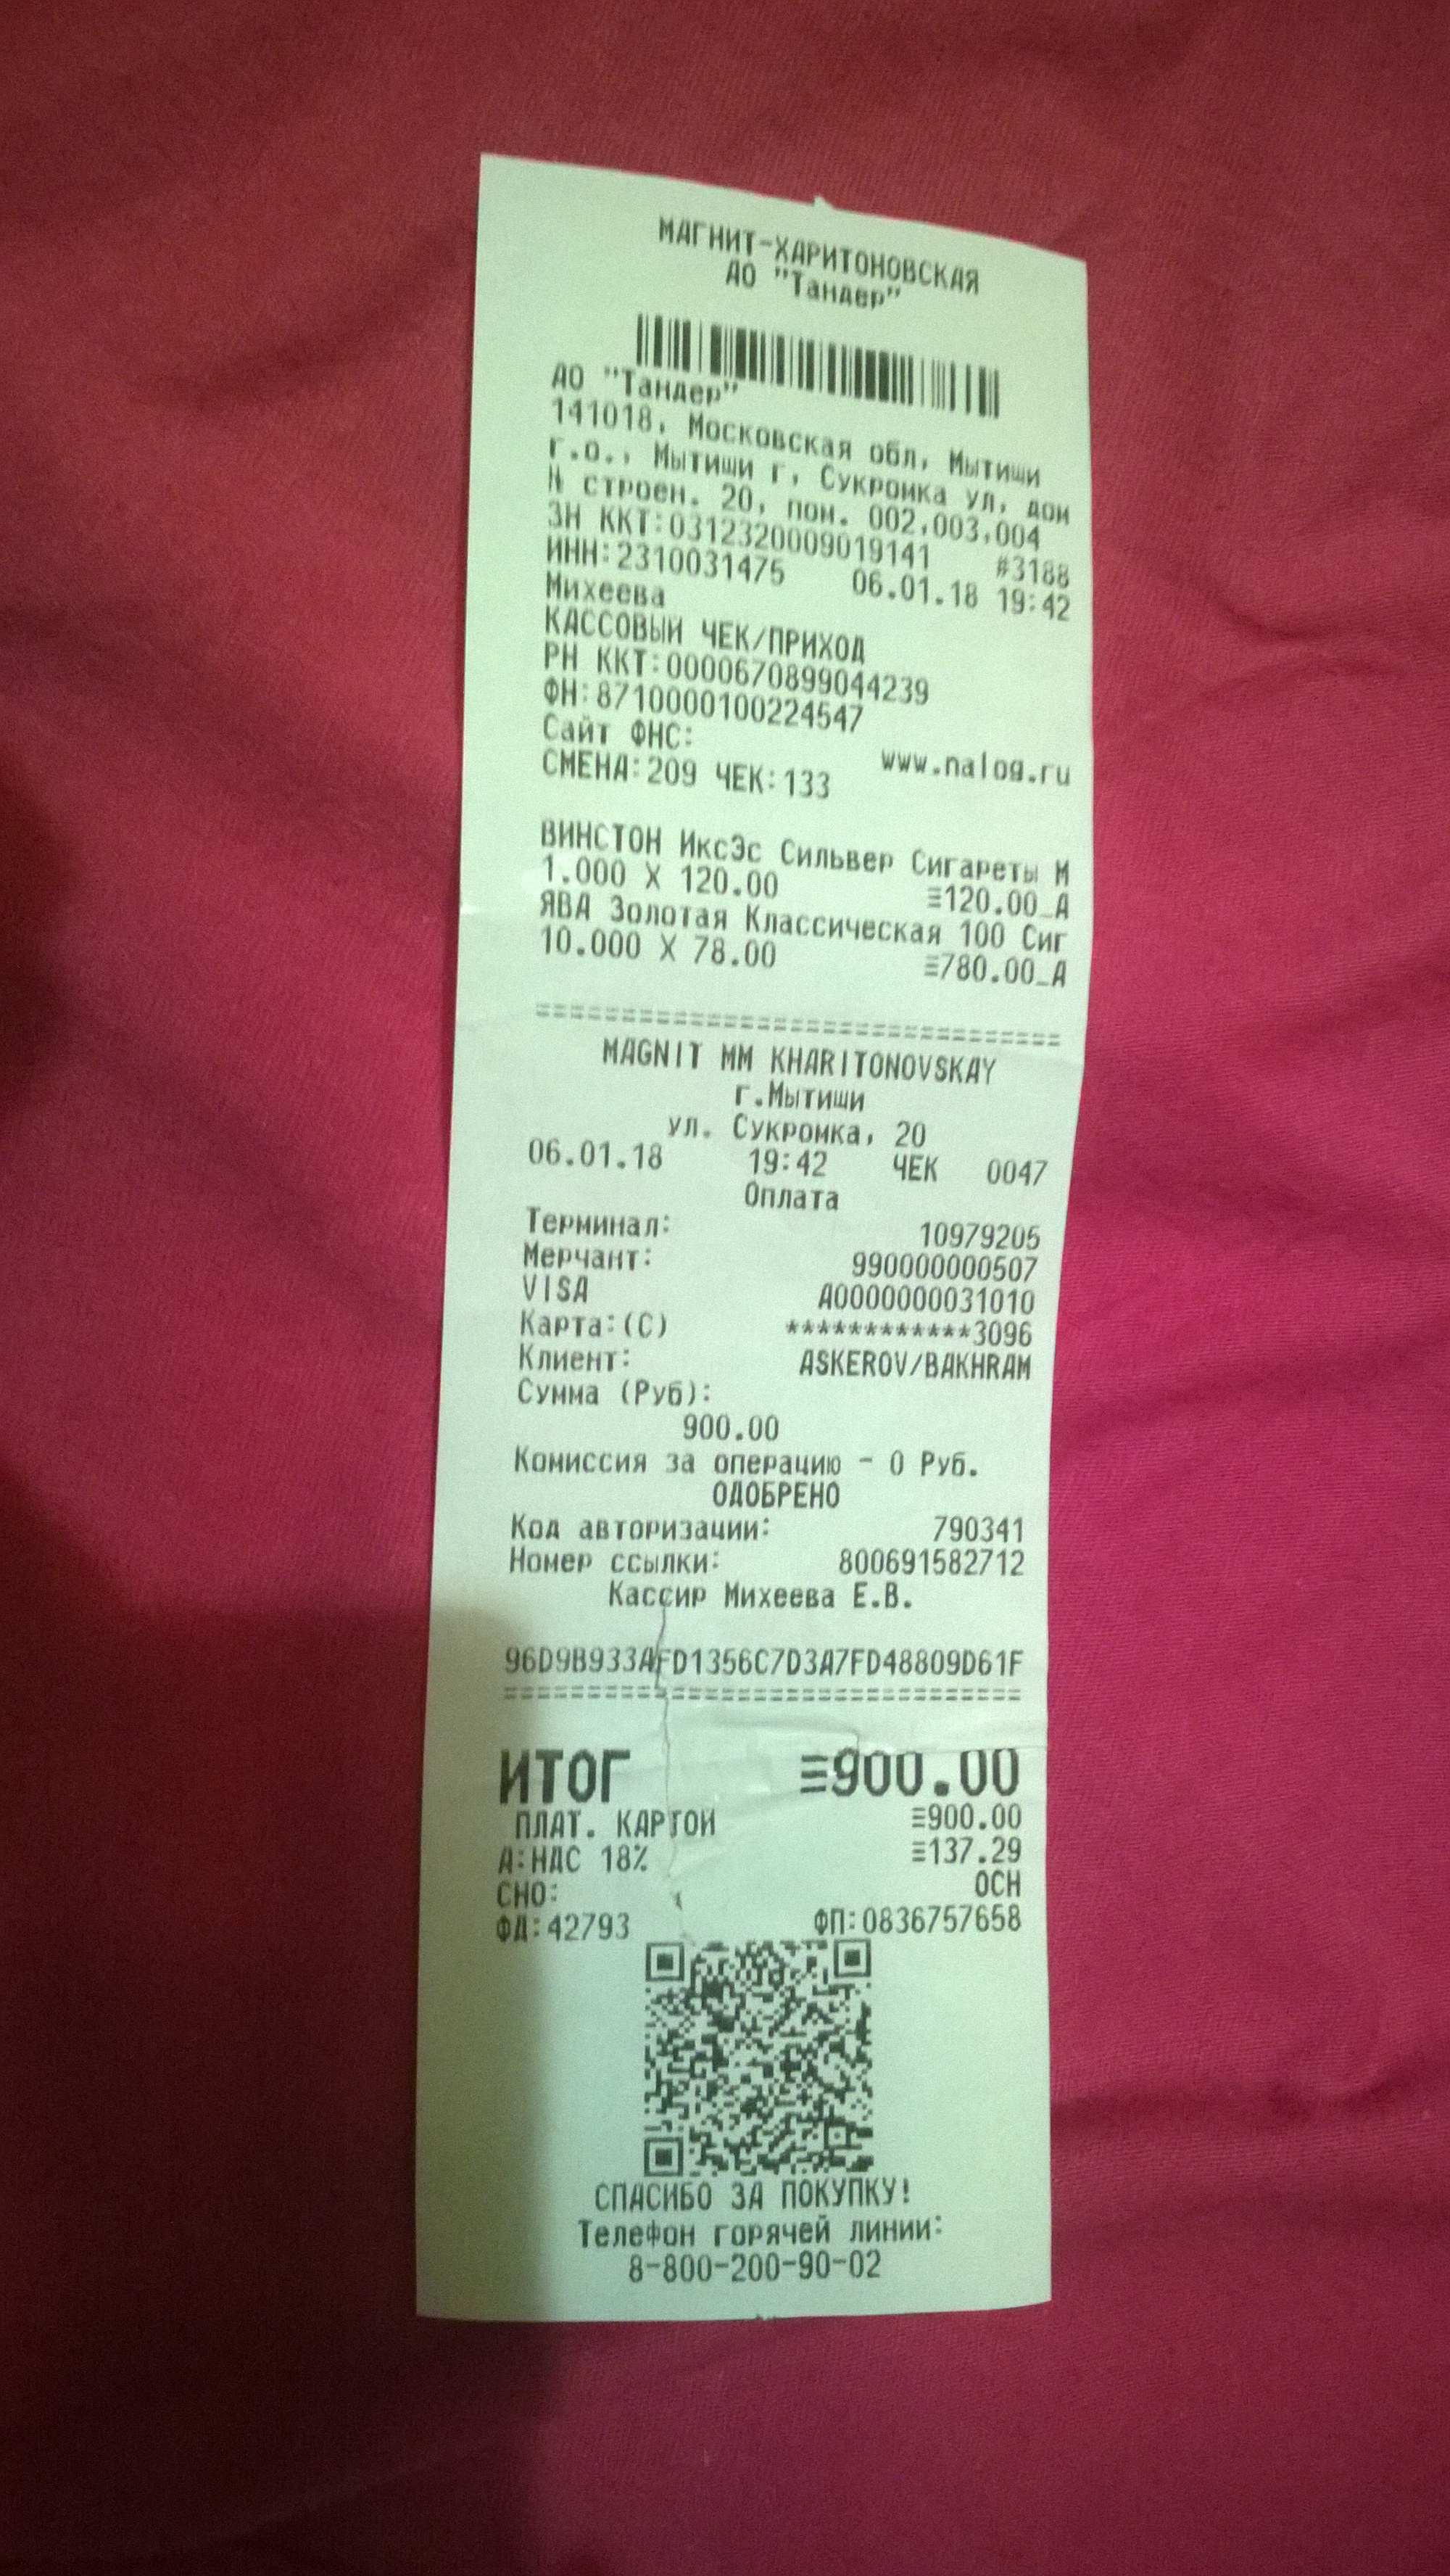 МАГНИТ-ХАРИТОНОВСКАЯ
АО "Тандер"
АО "Тандер"
141018, Московская обл, Мытищи
г.о., Мытищи г, Сукромка ул, дом
N строен. 20, пом. 002,003,004
ЗН ККТ:0312320009019141 #3188
ИНН:2310031475 06.01.18 19:42
Михеева
КАССОВЫЙ ЧЕК/ПРИХОД
РН ККТ:0000670899044239
ФН:8710000100224547
Сайт ФНС: www.nalog.ru
СМЕНА:209 ЧЕК:133
ВИНСТОН ИксЭс Сильвер Сигареты М
1.000 X 120.00 ≡120.00_А
ЯВА Золотая Классическая 100 Сиг
10.000 X 78.00 ≡780.00_А
==============================
MAGNIT MM KHARITONOVSKAY
г.Мытищи
ул. Сукромка, 20
06.01.18 19:42 ЧЕК 0047
Оплата
Терминал: 10979205
Мерчант: 990000000507
VISA A0000000031010
Карта:(C) ************3096
Клиент: ASKEROV/BAKHRAM
Сумма (Руб):
900.00
Комиссия за операцию - 0 Руб.
ОДОБРЕНО
Код авторизации: 790341
Номер ссылки: 800691582712
Кассир Михеева Е.В.
96D9B933AFD1356C7D3A7FD48809D61F
==============================
ИТОГ ≡900.00
ПЛАТ. КАРТОЙ ≡900.00
А:НДС 18% ≡137.29
СНО: ОСН
ФД:42793 ФП:0836757658
СПАСИБО ЗА ПОКУПКУ!
Телефон горячей линии:
8-800-200-90-02